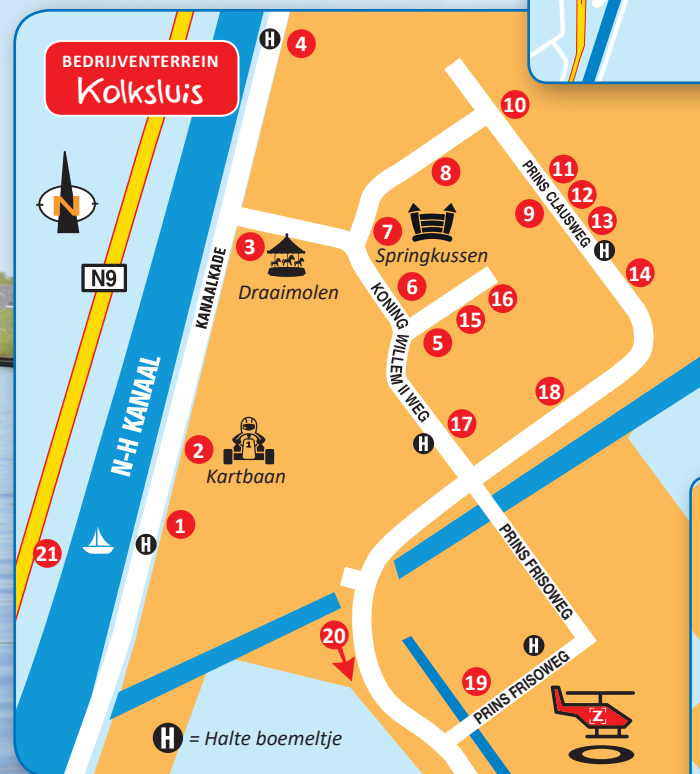 BEDRIJVENTERREIN
Kolksluis
H
4
10
N
11
8
PRINS CLAUSWEG
12
9
13
7
H
3
Springkussen
14
N9
Draaimolen
KANAALKADE
6
16
KONING WILLEM II WEG
15
5
N-H KANAAL
18
17
H
1
2
Kartbaan
1
H
21
PRINS FRISOWEG
20
H
19
PRINS FRISOWEG
Z
H = Halte boemeltje